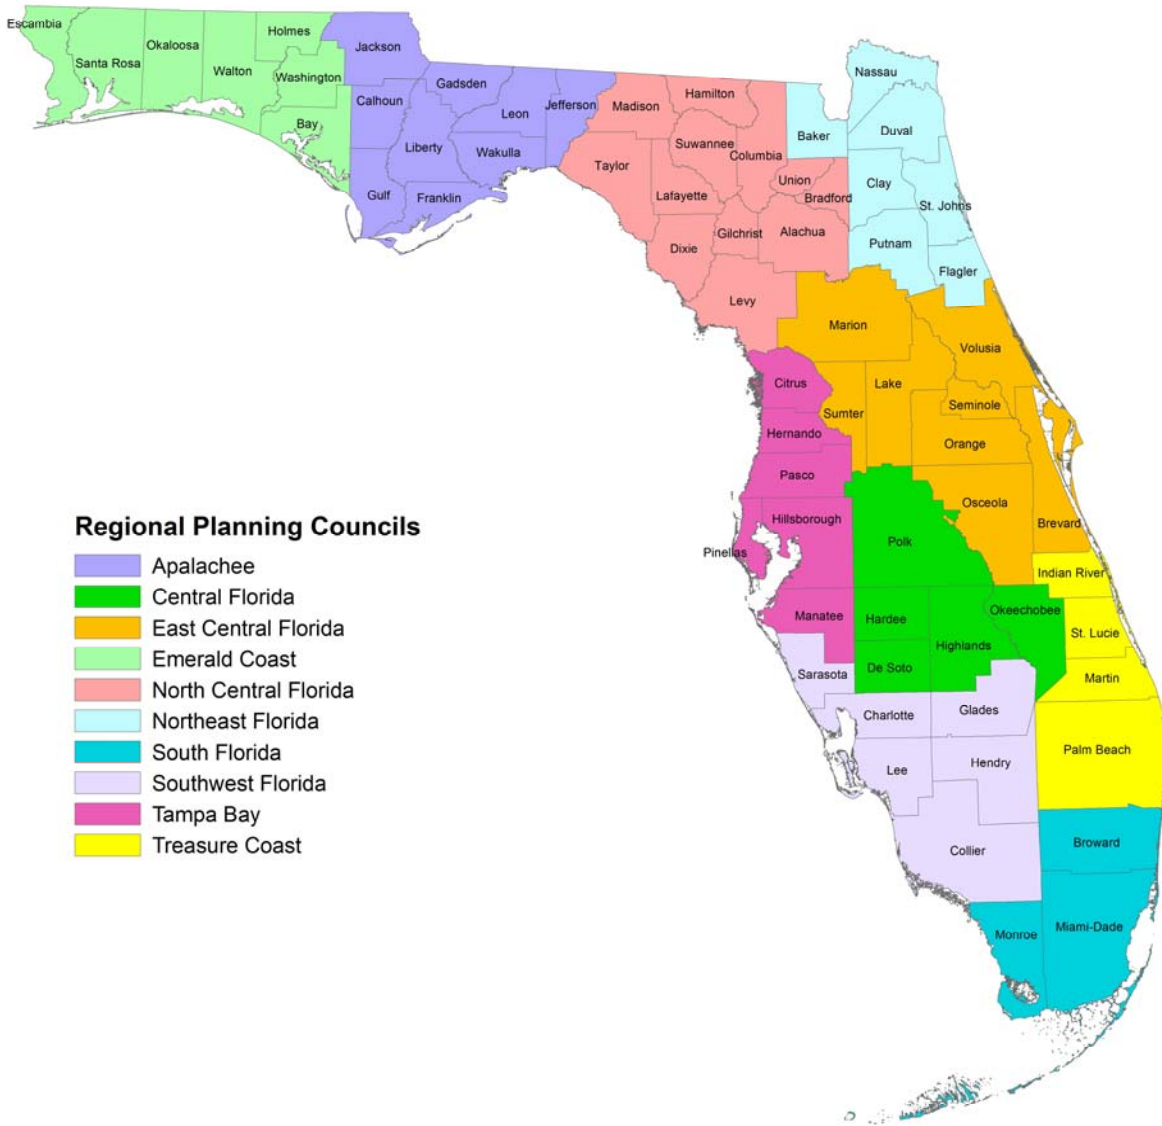 Escambia
Santa Rosa
Okaloosa
Walton
Holmes
Washington
Bay
Jackson
Calhoun
Gulf
Gadsden
Liberty
Franklin
Leon
Wakulla
Jefferson
Madison
Taylor
Hamilton
Suwannee
Lafayette
Dixie
Columbia
Gilchrist
Union
Bradford
Alachua
Levy
Nassau
Baker
Duval
Clay
St. Johns
Putnam
Flagler
Marion
Volusia
Citrus
Sumter
Lake
Seminole
Hernando
Orange
Pasco
Osceola
Brevard
Hillsborough
Pinellas
Polk
Indian River
Manatee
Hardee
Highlands
Okeechobee
St. Lucie
Sarasota
De Soto
Martin
Charlotte
Glades
Palm Beach
Lee
Hendry
Collier
Broward
Monroe
Miami-Dade
Regional Planning Councils
Apalachee
Central Florida
East Central Florida
Emerald Coast
North Central Florida
Northeast Florida
South Florida
Southwest Florida
Tampa Bay
Treasure Coast